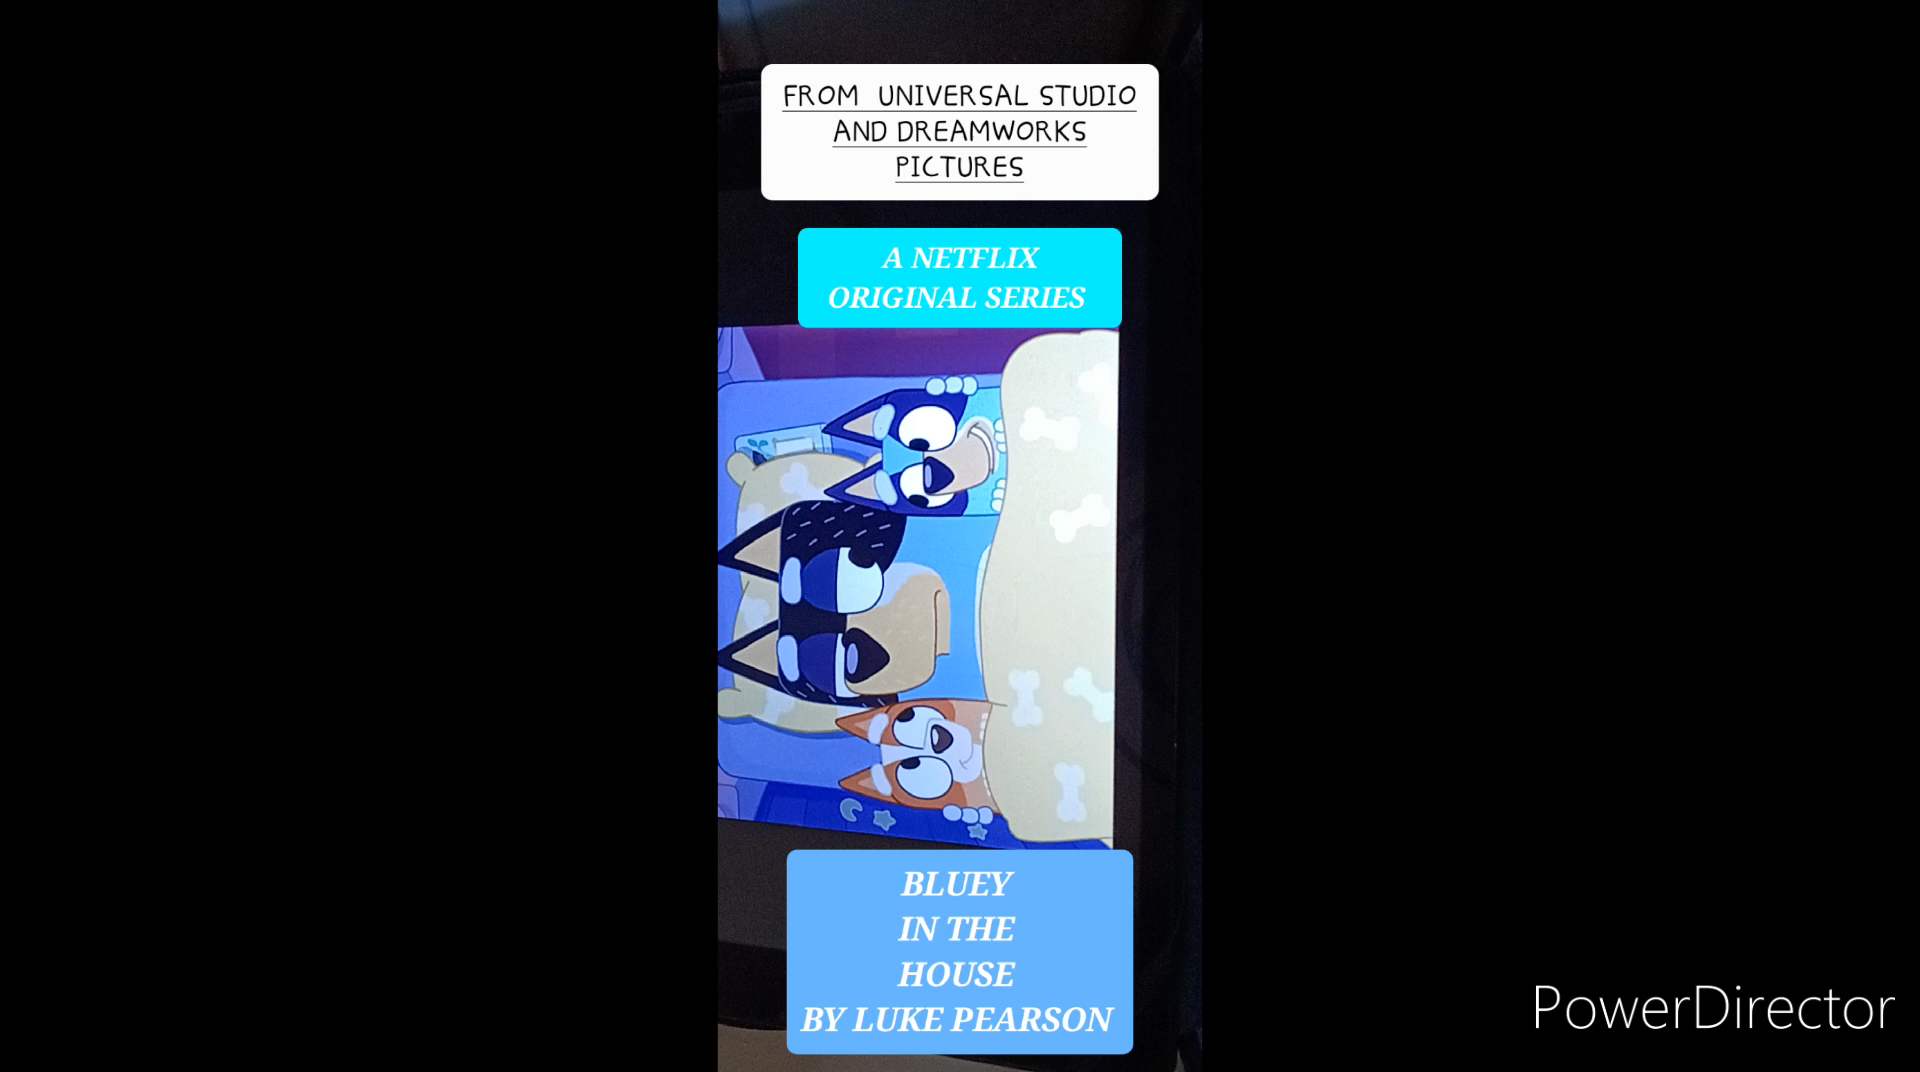 FROM UNIVERSAL STUDIO
AND DREAMWORKS
PICTURES
A NETFLIX
ORIGINAL SERIES
BLUEY
IN THE
HOUSE
BY LUKE PEARSON
PowerDirector